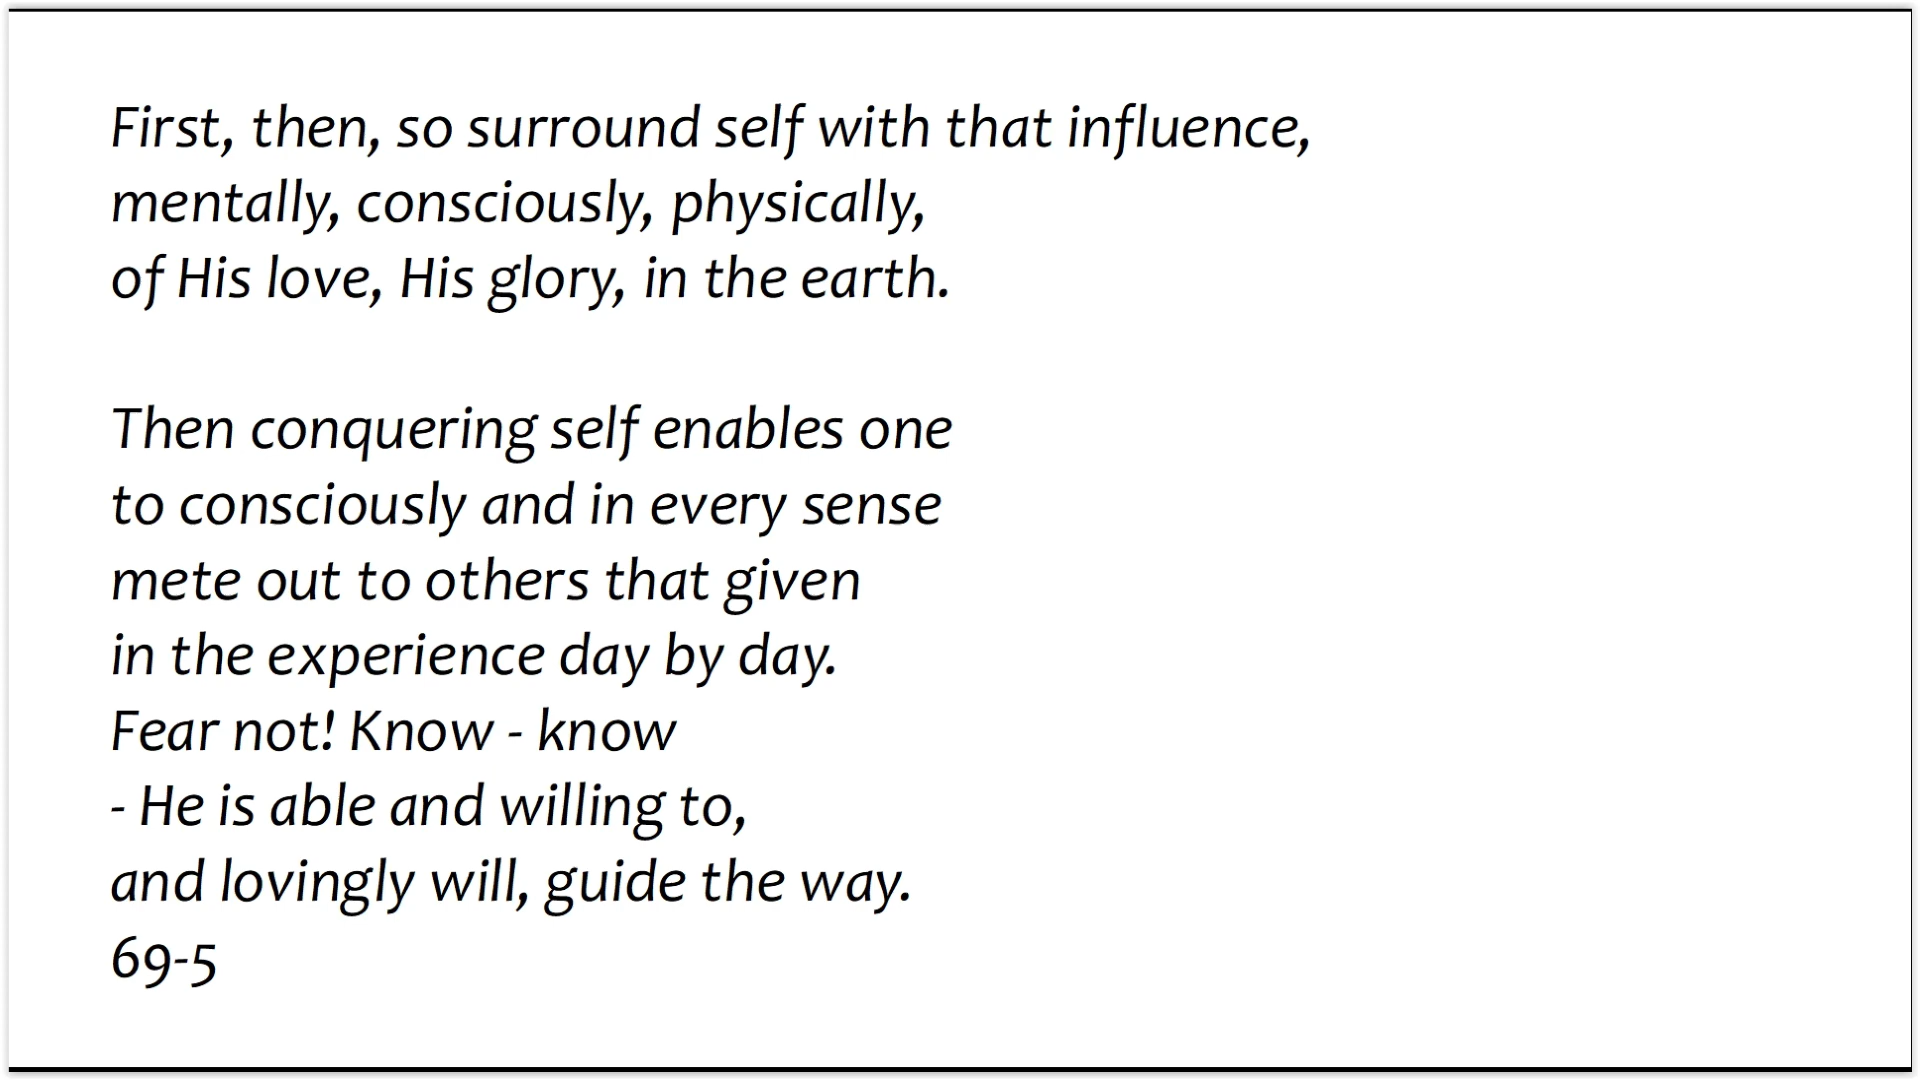 First, then, so surround self with that influence,
mentally, consciously, physically,
of His love, His glory, in the earth.
Then conquering self enables one
to consciously and in every sense
mete out to others that given
in the experience day by day.
Fear not! Know - know
- He is able and willing to,
and lovingly will, guide the way.
69-5